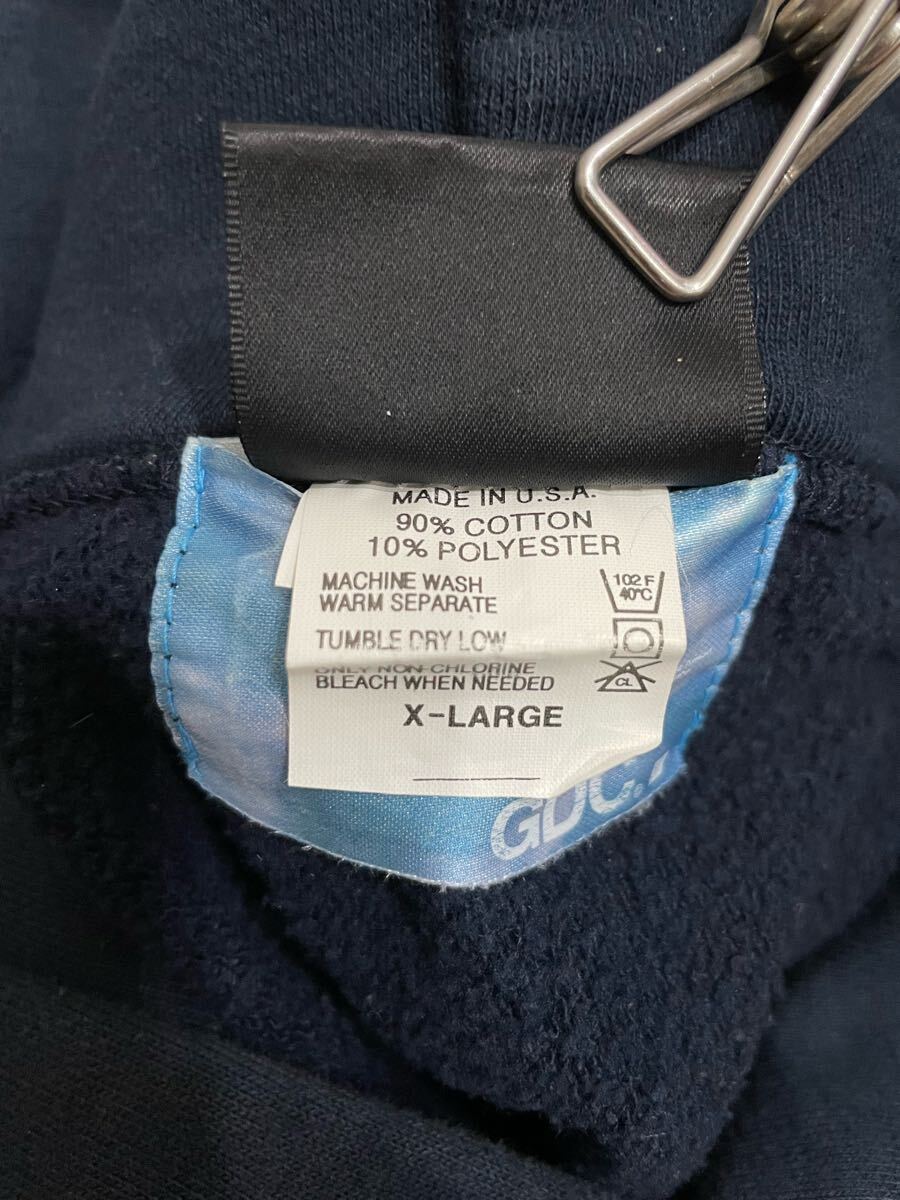 MADE IN U.S.A.
90% COTTON
10% POLYESTER
MACHINE WASH
WARM SEPARATE
102 F
40°C
TUMBLE DRY LOW
ONLY NON-CHLORINE
BLEACH WHEN NEEDED
CL
X-LARGE
GDC.